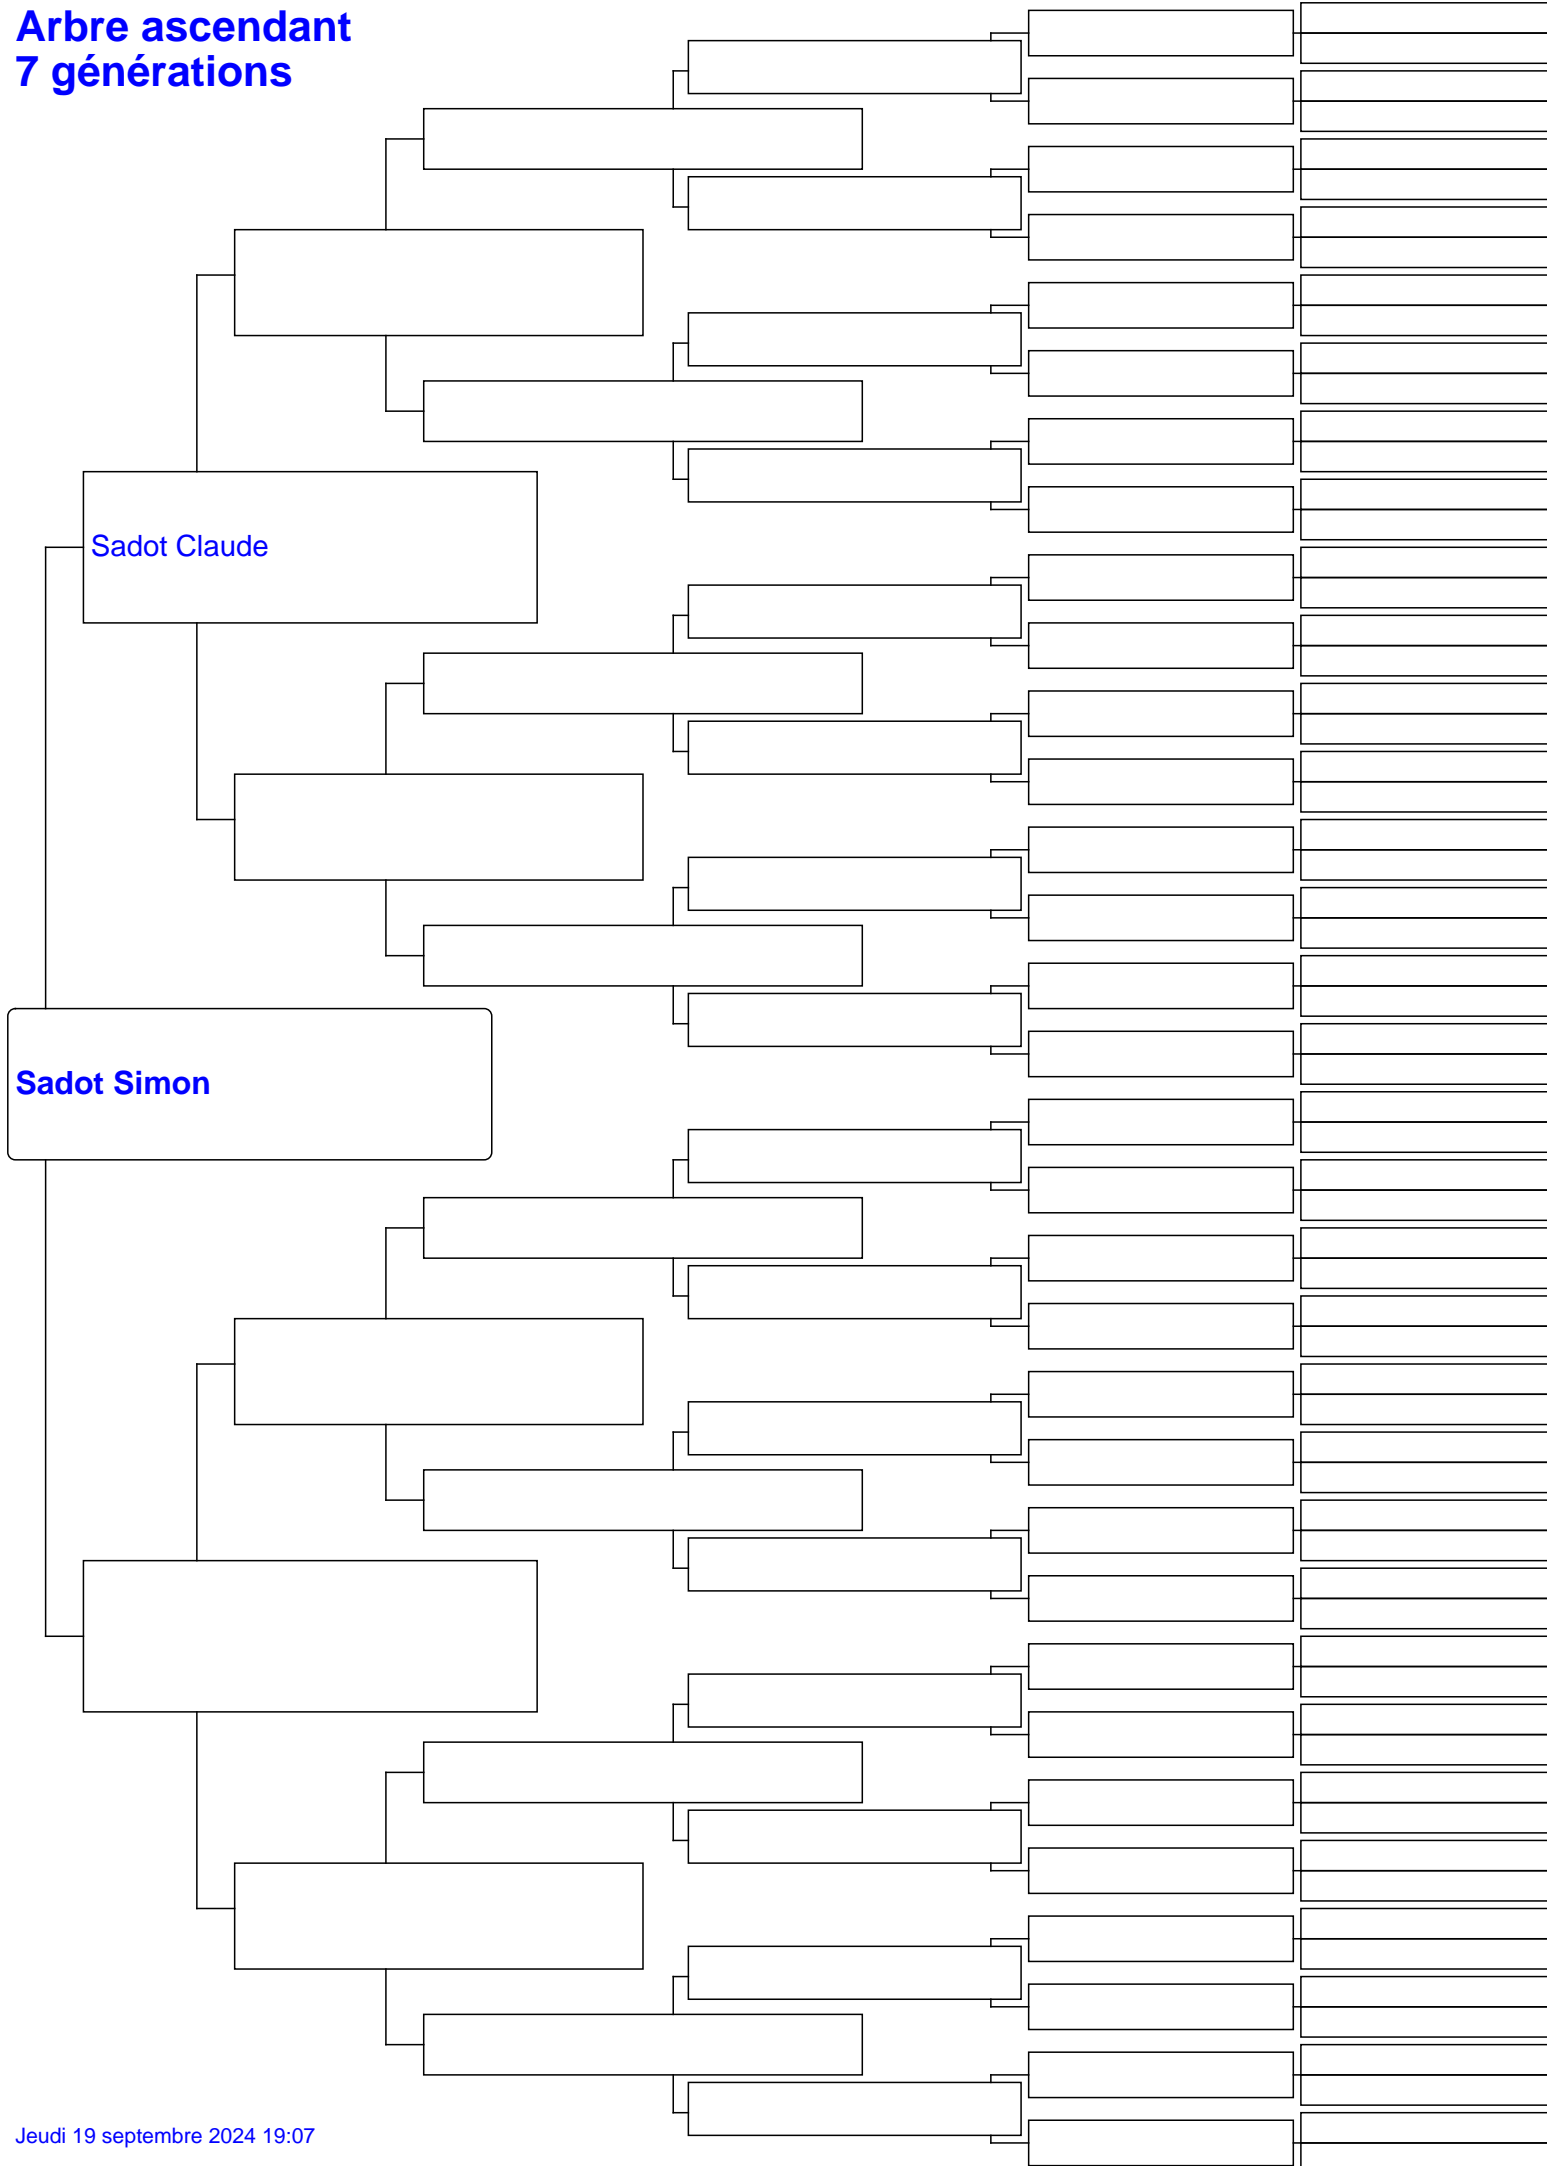 Arbre ascendant
7 générations
Sadot Claude
Sadot Simon
Jeudi 19 septembre 2024 19:07